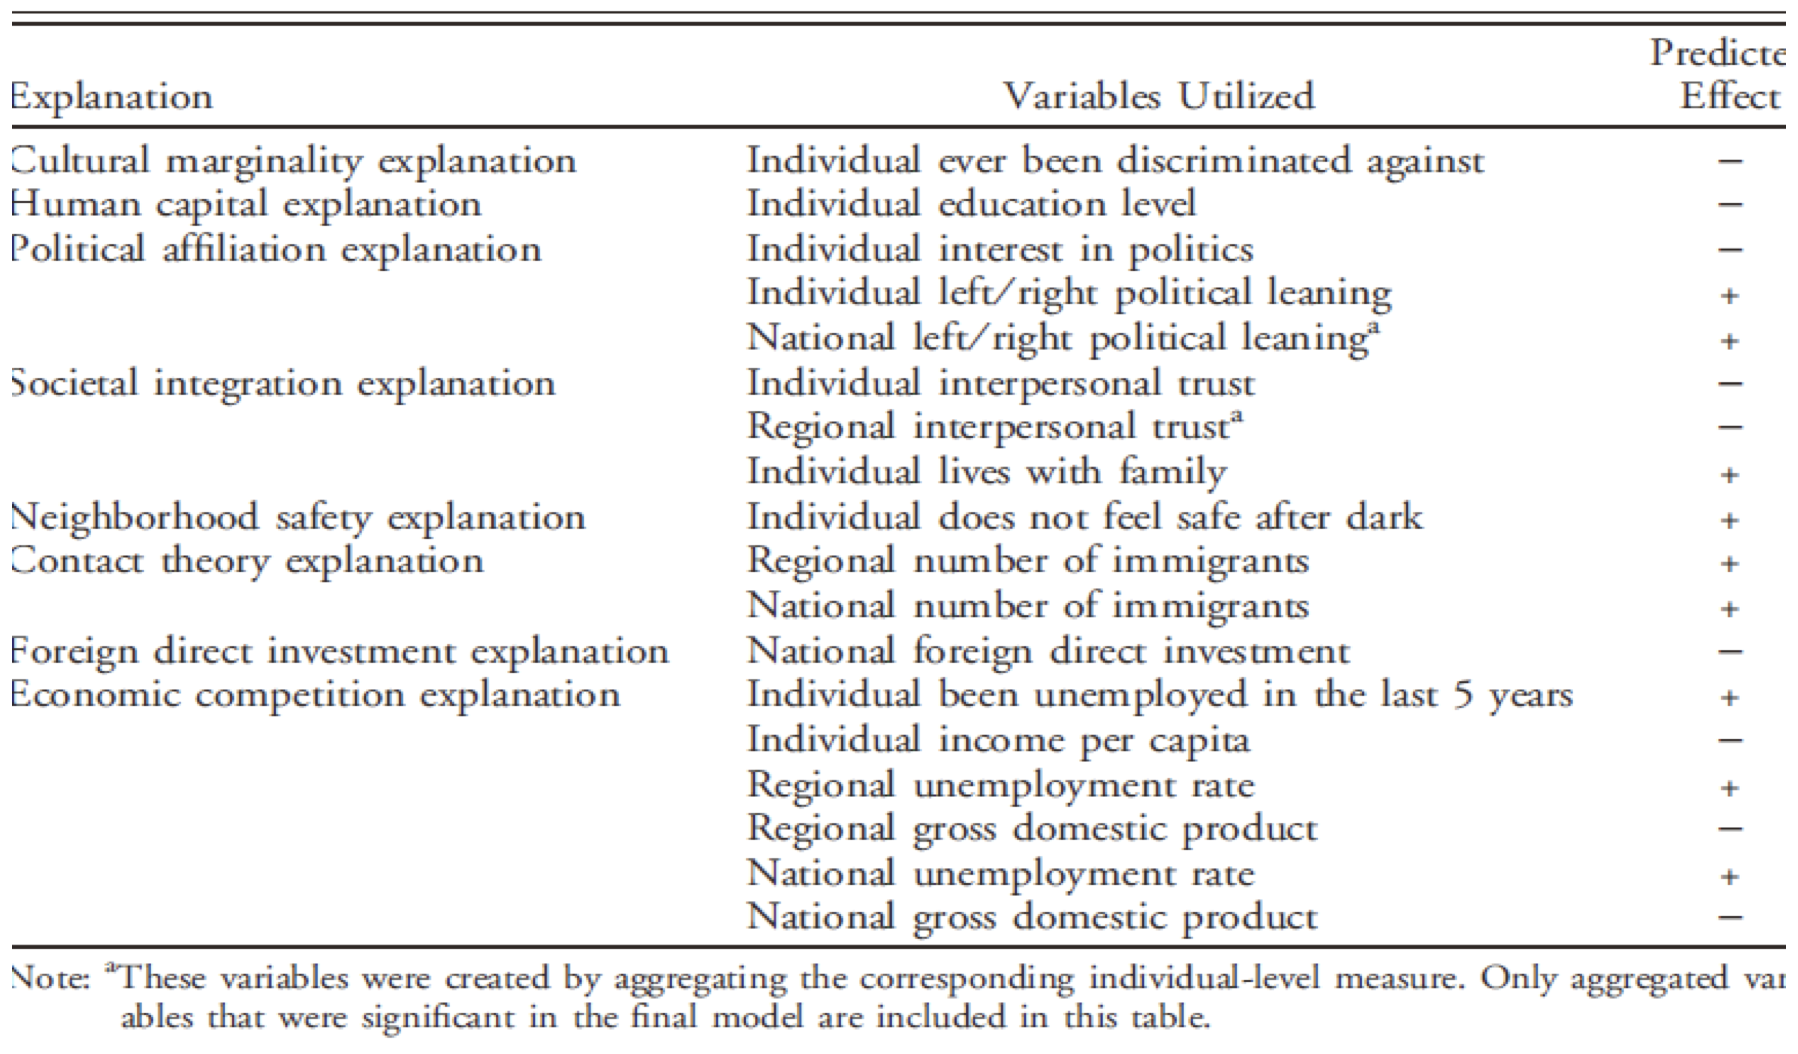 Predicte
Explanation Variables Utilized Effect
Cultural marginality explanation Individual ever been discriminated against −
Human capital explanation Individual education level −
Political affiliation explanation Individual interest in politics −
Individual left/right political leaning +
National left/right political leaningª +
Societal integration explanation Individual interpersonal trust −
Regional interpersonal trustª −
Individual lives with family +
Neighborhood safety explanation Individual does not feel safe after dark +
Contact theory explanation Regional number of immigrants +
National number of immigrants +
Foreign direct investment explanation National foreign direct investment −
Economic competition explanation Individual been unemployed in the last 5 years +
Individual income per capita −
Regional unemployment rate +
Regional gross domestic product −
National unemployment rate +
National gross domestic product −
Note: ªThese variables were created by aggregating the corresponding individual-level measure. Only aggregated var
ables that were significant in the final model are included in this table.